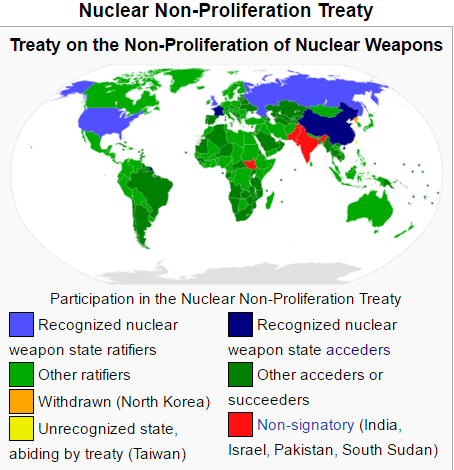 Nuclear Non-Proliferation Treaty
Treaty on the Non-Proliferation of Nuclear Weapons
Participation in the Nuclear Non-Proliferation Treaty
Recognized nuclear
weapon state ratifiers
Recognized nuclear
weapon state acceders
Other ratifiers
Other acceders or
succeeders
Withdrawn (North Korea)
Unrecognized state,
abiding by treaty (Taiwan)
Non-signatory (India,
Israel, Pakistan, South Sudan)